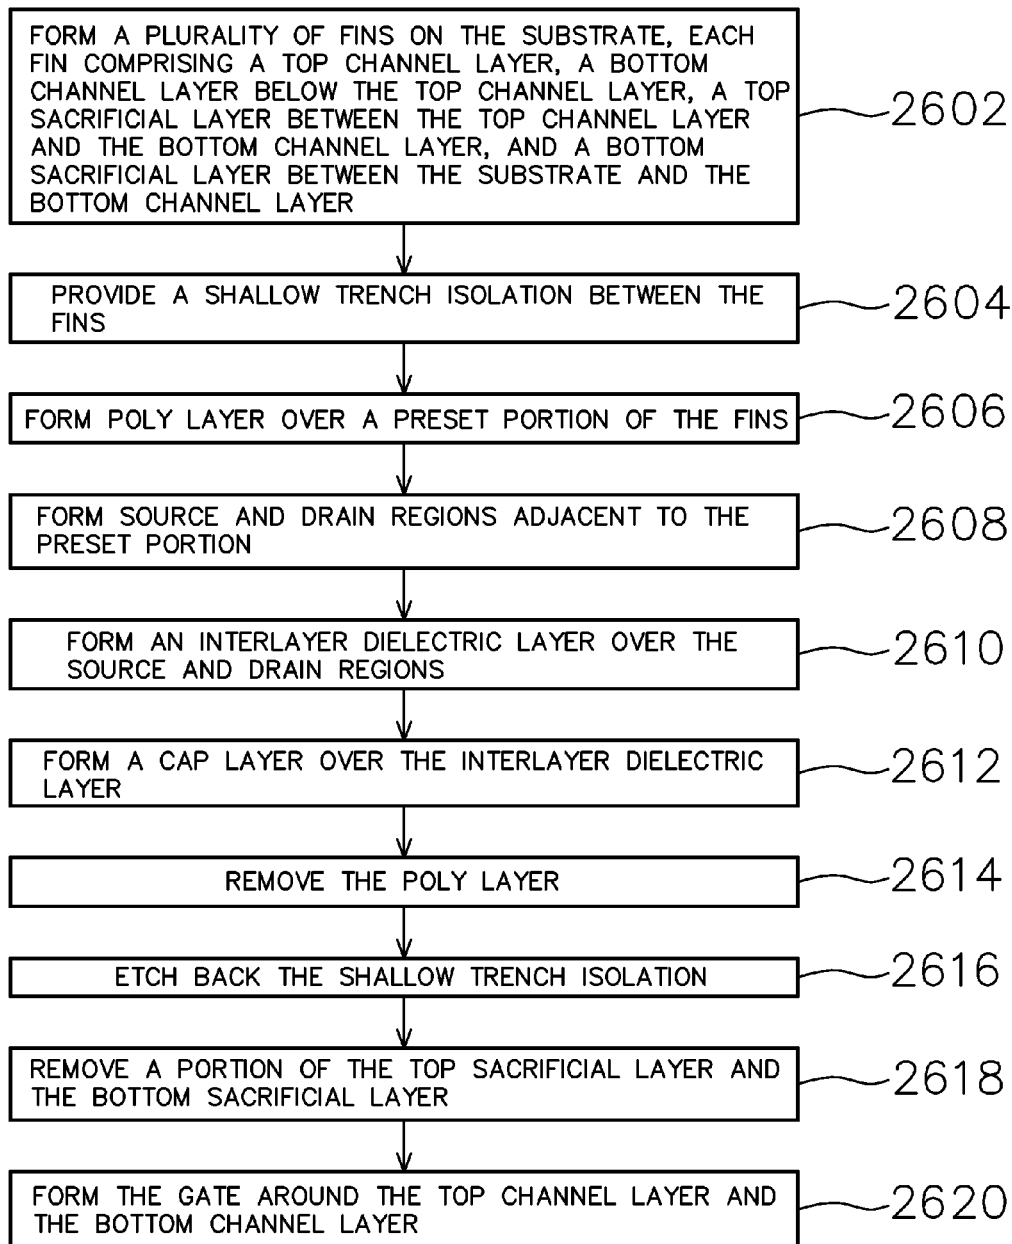 FORM A PLURALITY OF FINS ON THE SUBSTRATE, EACH
FIN COMPRISING A TOP CHANNEL LAYER, A BOTTOM
CHANNEL LAYER BELOW THE TOP CHANNEL LAYER, A TOP
SACRIFICIAL LAYER BETWEEN THE TOP CHANNEL LAYER
AND THE BOTTOM CHANNEL LAYER, AND A BOTTOM
SACRIFICIAL LAYER BETWEEN THE SUBSTRATE AND THE
BOTTOM CHANNEL LAYER
2602
PROVIDE A SHALLOW TRENCH ISOLATION BETWEEN THE
FINS
2604
FORM POLY LAYER OVER A PRESET PORTION OF THE FINS
2606
FORM SOURCE AND DRAIN REGIONS ADJACENT TO THE
PRESET PORTION
2608
FORM AN INTERLAYER DIELECTRIC LAYER OVER THE
SOURCE AND DRAIN REGIONS
2610
FORM A CAP LAYER OVER THE INTERLAYER DIELECTRIC
LAYER
2612
REMOVE THE POLY LAYER
2614
ETCH BACK THE SHALLOW TRENCH ISOLATION
2616
REMOVE A PORTION OF THE TOP SACRIFICIAL LAYER AND
THE BOTTOM SACRIFICIAL LAYER
2618
FORM THE GATE AROUND THE TOP CHANNEL LAYER AND
THE BOTTOM CHANNEL LAYER
2620